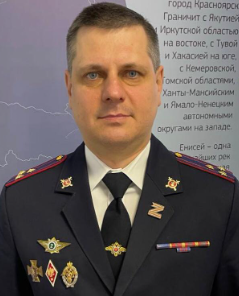 город Красноярск.
Граничит с Якутией
Иркутской областью
на востоке, с Тувой
и Хакасией на юге,
с Кемеровской,
Томской областями,
Ханты-Мансийским
и Ямало-Ненецким
автономными
округами на западе.
Енисей – одна
рек